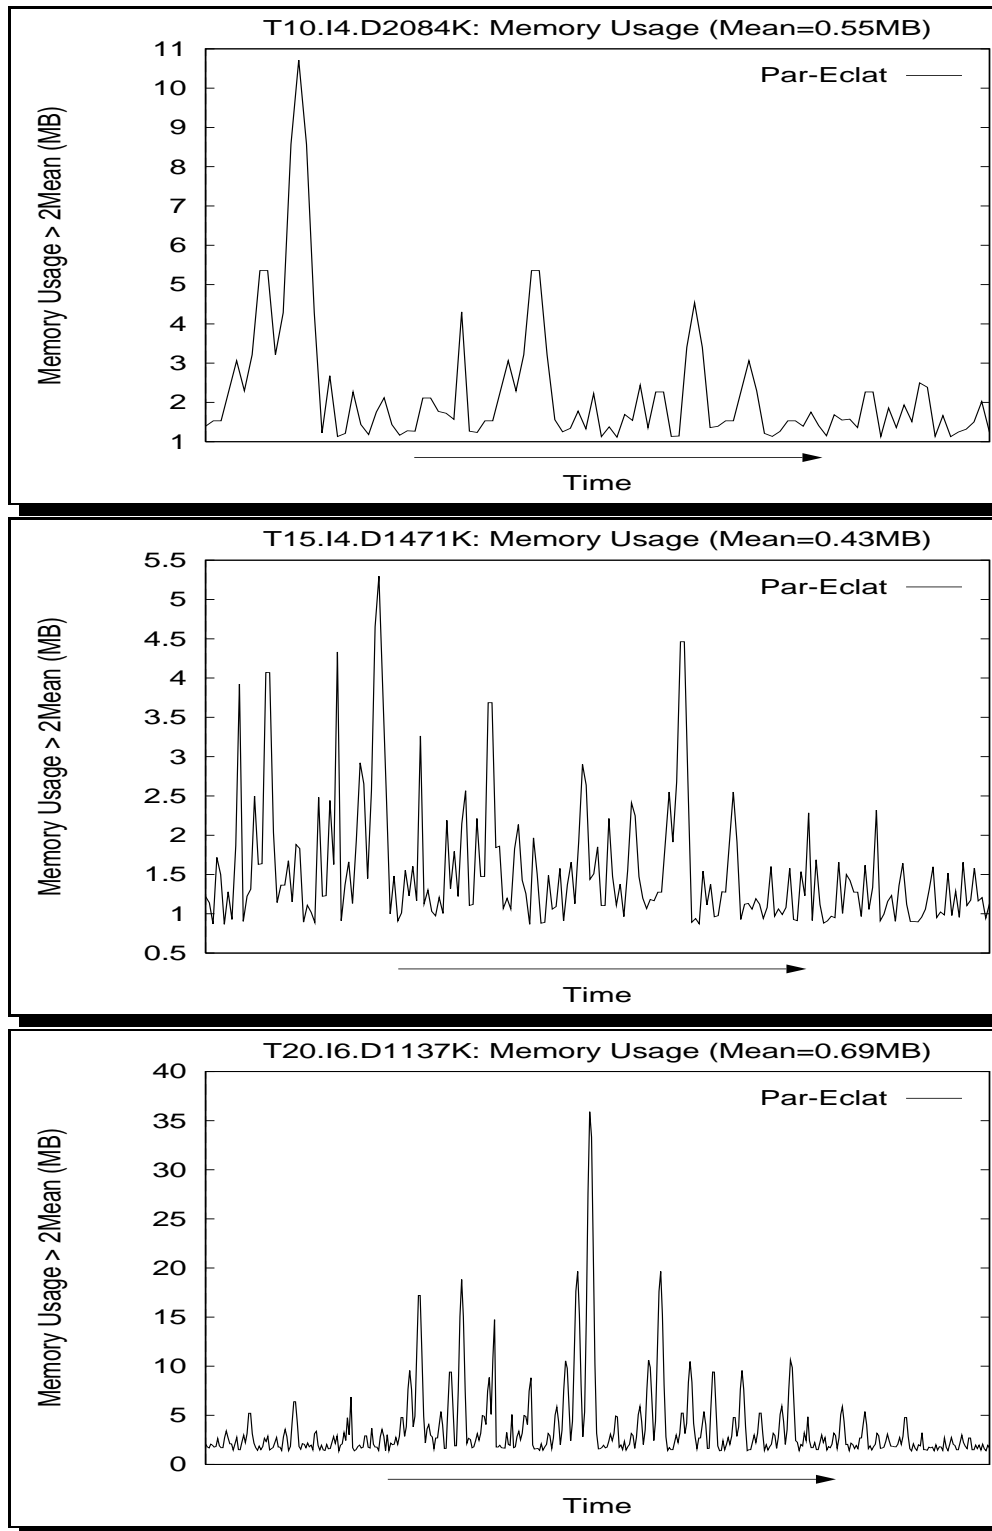 T10.I4.D2084K: Memory Usage (Mean=0.55MB)
Memory Usage > 2Mean (MB)
11
10
9
8
7
6
5
4
3
2
1
Par-Eclat
Time
T15.I4.D1471K: Memory Usage (Mean=0.43MB)
Memory Usage > 2Mean (MB)
5.5
5
4.5
4
3.5
3
2.5
2
1.5
1
0.5
Par-Eclat
Time
T20.I6.D1137K: Memory Usage (Mean=0.69MB)
Memory Usage > 2Mean (MB)
40
35
30
25
20
15
10
5
0
Par-Eclat
Time